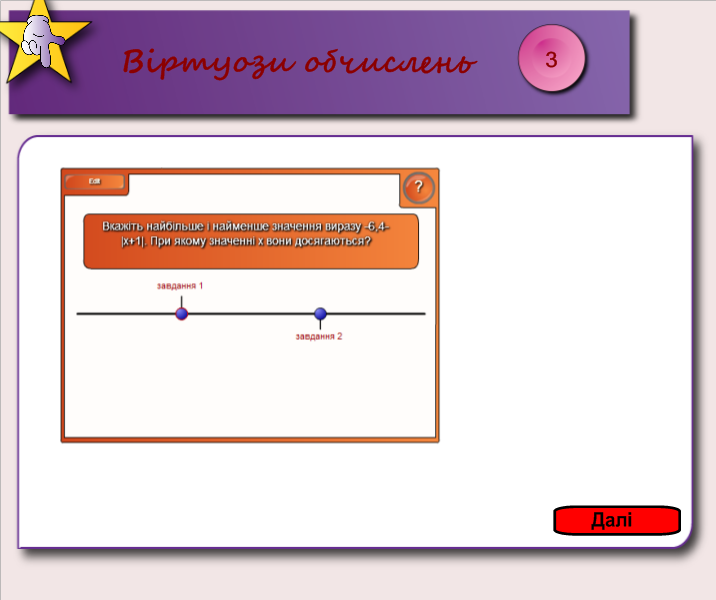 Віртуози обчислень
3
Edit
?
Вкажіть найбільше і найменше значення виразу -6,4-
|x+1|. При якому значенні х вони досягаються?
завдання 1
завдання 2
Далі